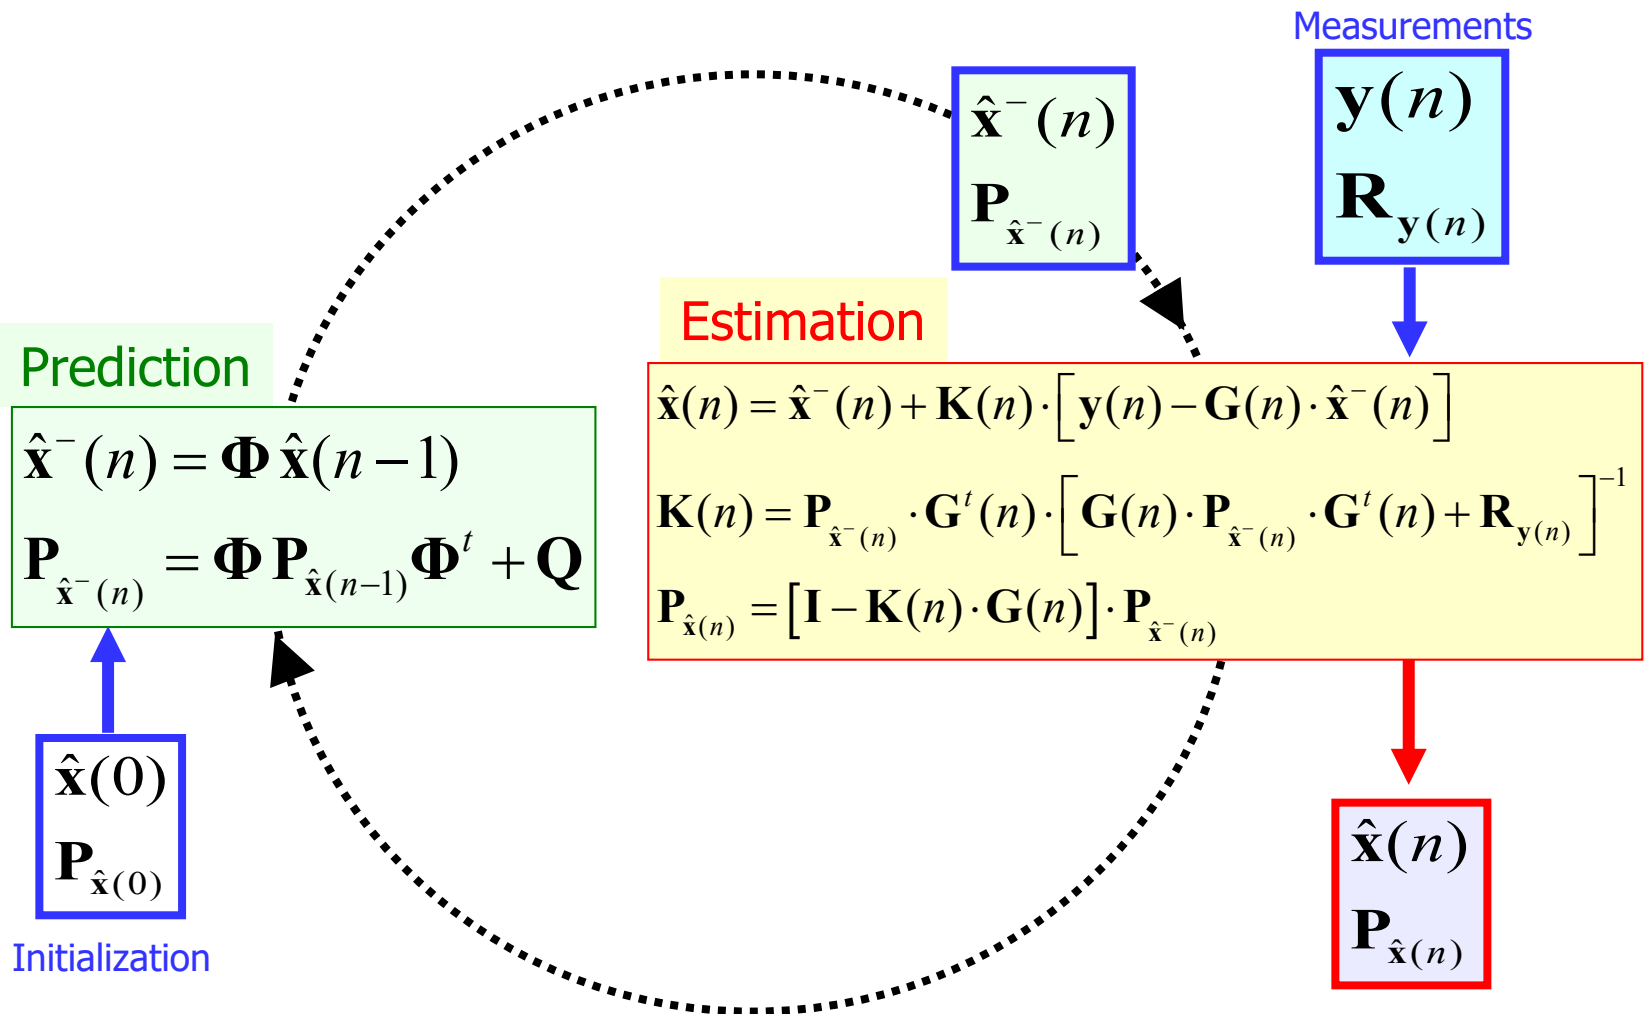 Measurements
x̂⁻(n)
P_x̂⁻(n)
y(n)
R_y(n)
Estimation
Prediction
x̂(n) = x̂⁻(n) + K(n)·[y(n) − G(n)·x̂⁻(n)]
K(n) = P_x̂⁻(n) · Gᵗ(n)·[G(n)·P_x̂⁻(n) · Gᵗ(n) + R_y(n)]⁻¹
P_x̂(n) = [I − K(n)·G(n)]·P_x̂⁻(n)
x̂⁻(n) = Φ x̂(n−1)
P_x̂⁻(n) = Φ P_x̂(n−1) Φᵗ + Q
x̂(0)
P_x̂(0)
Initialization
x̂(n)
P_x̂(n)